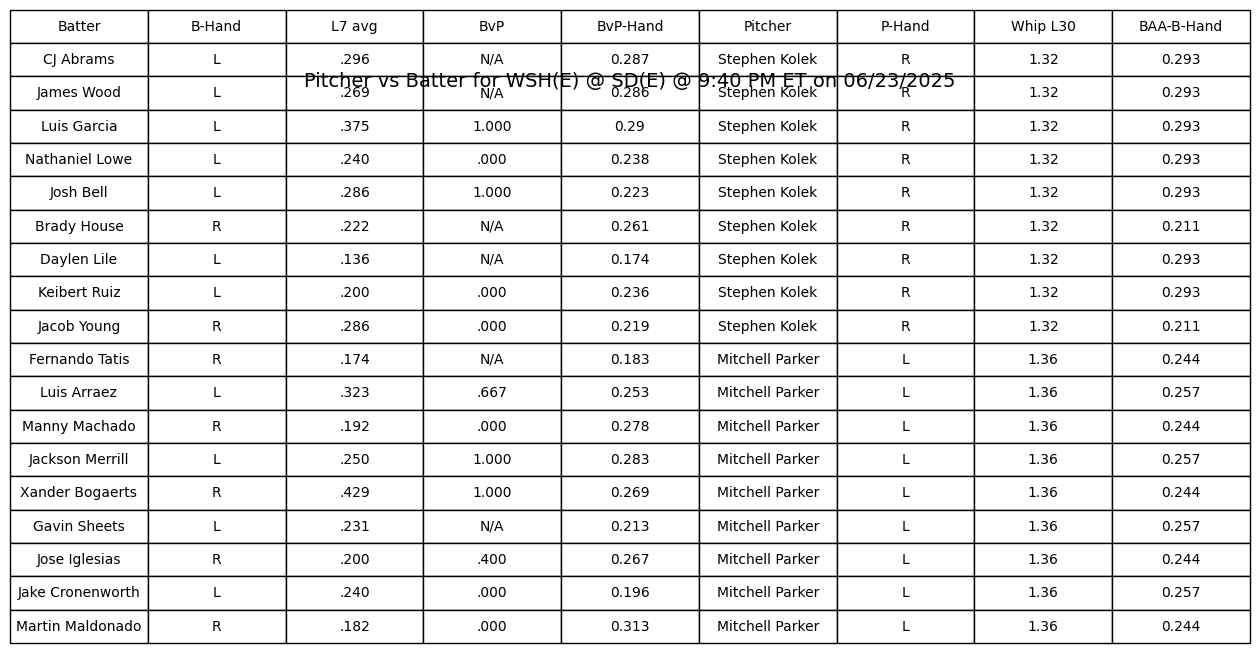 Batter B-Hand L7 avg BvP BvP-Hand Pitcher P-Hand Whip L30 BAA-B-Hand
CJ Abrams L .296 N/A 0.287 Stephen Kolek R 1.32 0.293
Pitcher vs Batter for WSH(E) @ SD(E) @ 9:40 PM ET on 06/23/2025
James Wood L .269 N/A 0.286 Stephen Kolek R 1.32 0.293
Luis Garcia L .375 1.000 0.29 Stephen Kolek R 1.32 0.293
Nathaniel Lowe L .240 .000 0.238 Stephen Kolek R 1.32 0.293
Josh Bell L .286 1.000 0.223 Stephen Kolek R 1.32 0.293
Brady House R .222 N/A 0.261 Stephen Kolek R 1.32 0.211
Daylen Lile L .136 N/A 0.174 Stephen Kolek R 1.32 0.293
Keibert Ruiz L .200 .000 0.236 Stephen Kolek R 1.32 0.293
Jacob Young R .286 .000 0.219 Stephen Kolek R 1.32 0.211
Fernando Tatis R .174 N/A 0.183 Mitchell Parker L 1.36 0.244
Luis Arraez L .323 .667 0.253 Mitchell Parker L 1.36 0.257
Manny Machado R .192 .000 0.278 Mitchell Parker L 1.36 0.244
Jackson Merrill L .250 1.000 0.283 Mitchell Parker L 1.36 0.257
Xander Bogaerts R .429 1.000 0.269 Mitchell Parker L 1.36 0.244
Gavin Sheets L .231 N/A 0.213 Mitchell Parker L 1.36 0.257
Jose Iglesias R .200 .400 0.267 Mitchell Parker L 1.36 0.244
Jake Cronenworth L .240 .000 0.196 Mitchell Parker L 1.36 0.257
Martin Maldonado R .182 .000 0.313 Mitchell Parker L 1.36 0.244